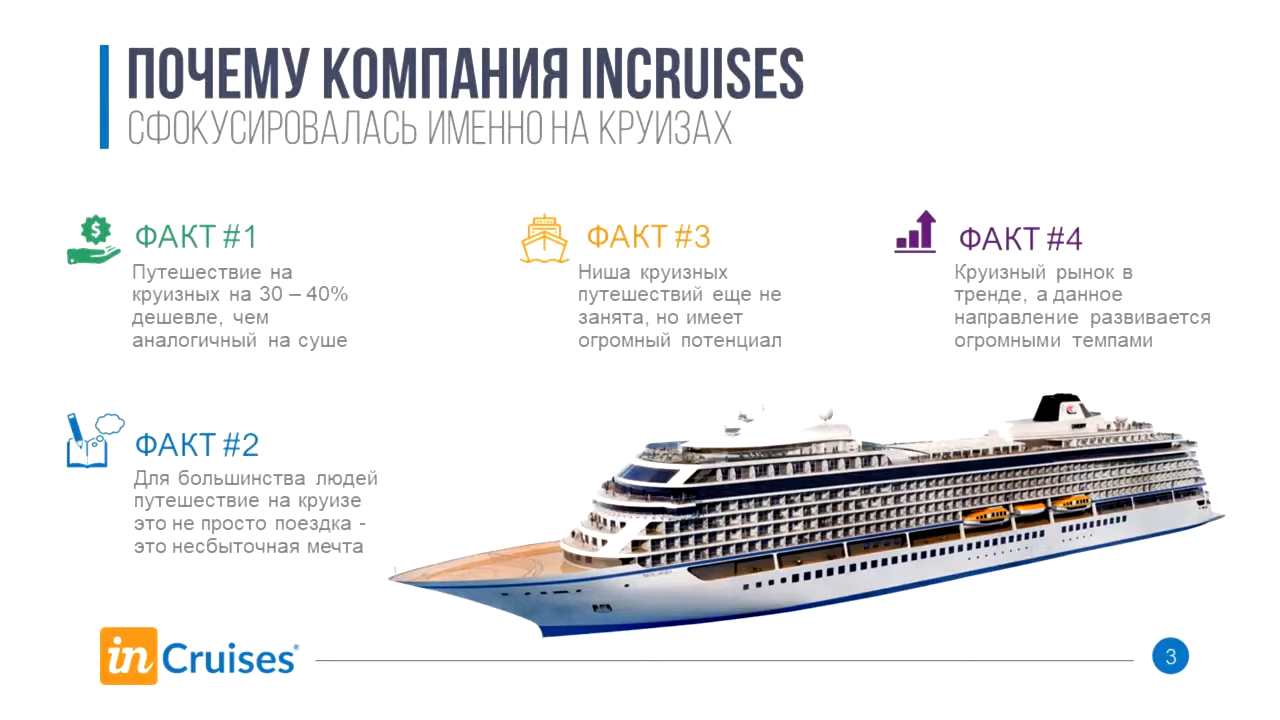 ПОЧЕМУ КОМПАНИЯ INCRUISES
СФОКУСИРОВАЛАСЬ ИМЕННО НА КРУИЗАХ
ФАКТ #1
Путешествие на
круизных на 30 – 40%
дешевле, чем
аналогичный на суше
ФАКТ #2
Для большинства людей
путешествие на круизе
это не просто поездка -
это несбыточная мечта
ФАКТ #3
Ниша круизных
путешествий еще не
занята, но имеет
огромный потенциал
ФАКТ #4
Круизный рынок в
тренде, а данное
направление развивается
огромными темпами
in Cruises®
3